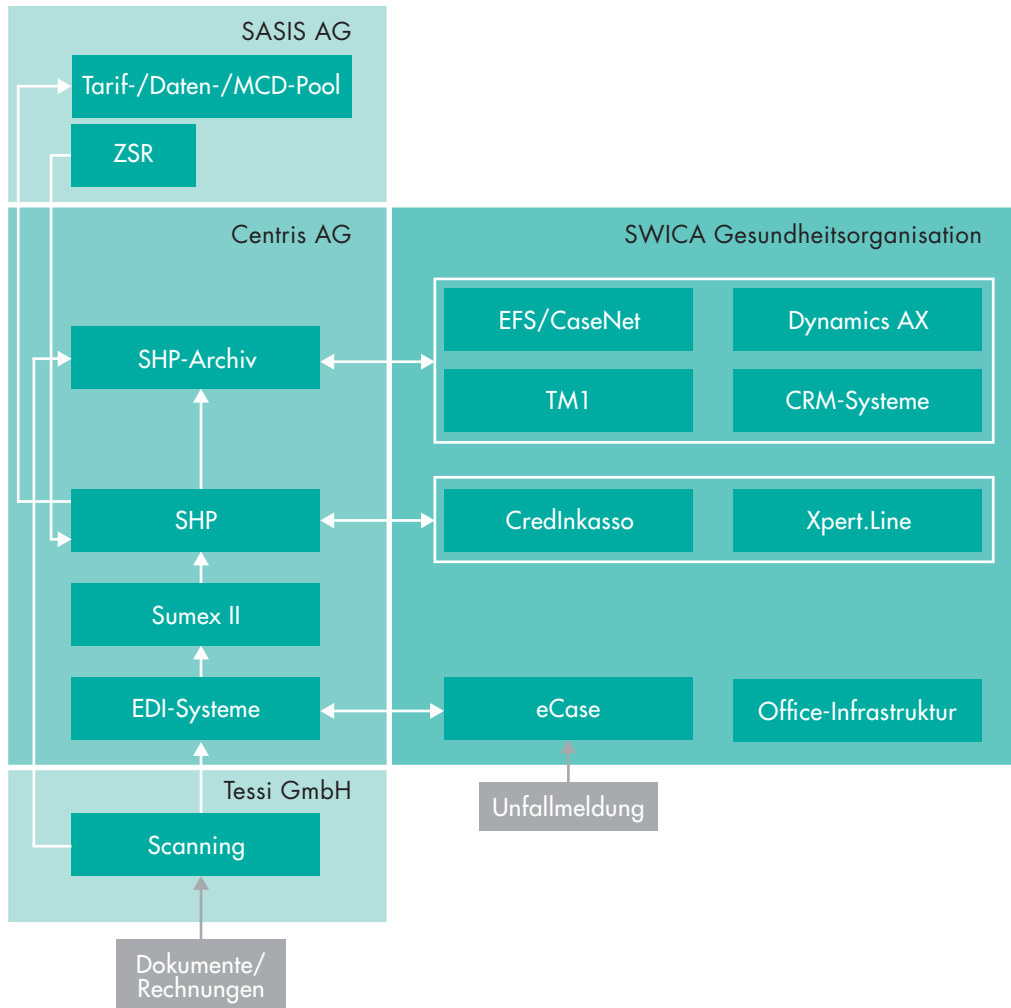 SASIS AG
Tarif-/Daten-/MCD-Pool
ZSR
Centris AG
SWICA Gesundheitsorganisation
EFS/CaseNet
Dynamics AX
SHP-Archiv
TM1
CRM-Systeme
SHP
CredInkasso
Xpert.Line
Sumex II
EDI-Systeme
eCase
Office-Infrastruktur
Tessi GmbH
Unfallmeldung
Scanning
Dokumente/
Rechnungen